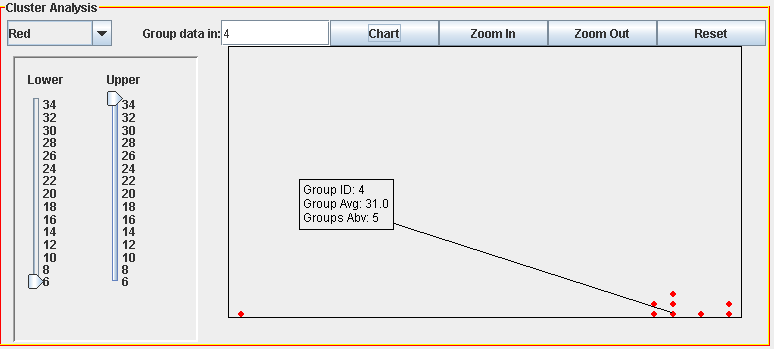 Cluster Analysis
Red
Group data in:
4
Chart
Zoom In
Zoom Out
Reset
Lower
Upper
34
32
30
28
26
24
22
20
18
16
14
12
10
8
6
34
32
30
28
26
24
22
20
18
16
14
12
10
8
6
Group ID: 4
Group Avg: 31.0
Groups Abv: 5